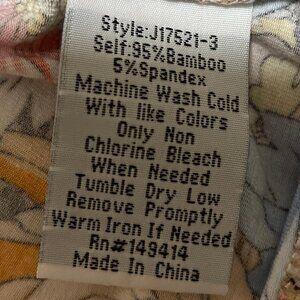 Style:J17521-3
Self:95%Bamboo
5%Spandex
Machine Wash Cold
With like Colors
Only Non
Chlorine Bleach
When Needed
Tumble Dry Low
Remove Promptly
Warm Iron If Needed
Rn#149414
Made In China